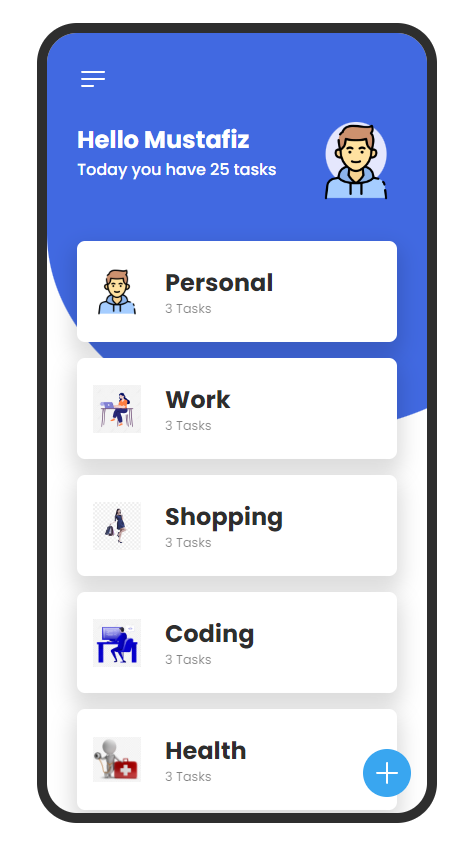 Hello Mustafiz
Today you have 25 tasks
Personal
3 Tasks
Work
3 Tasks
Shopping
3 Tasks
Coding
3 Tasks
Health
3 Tasks